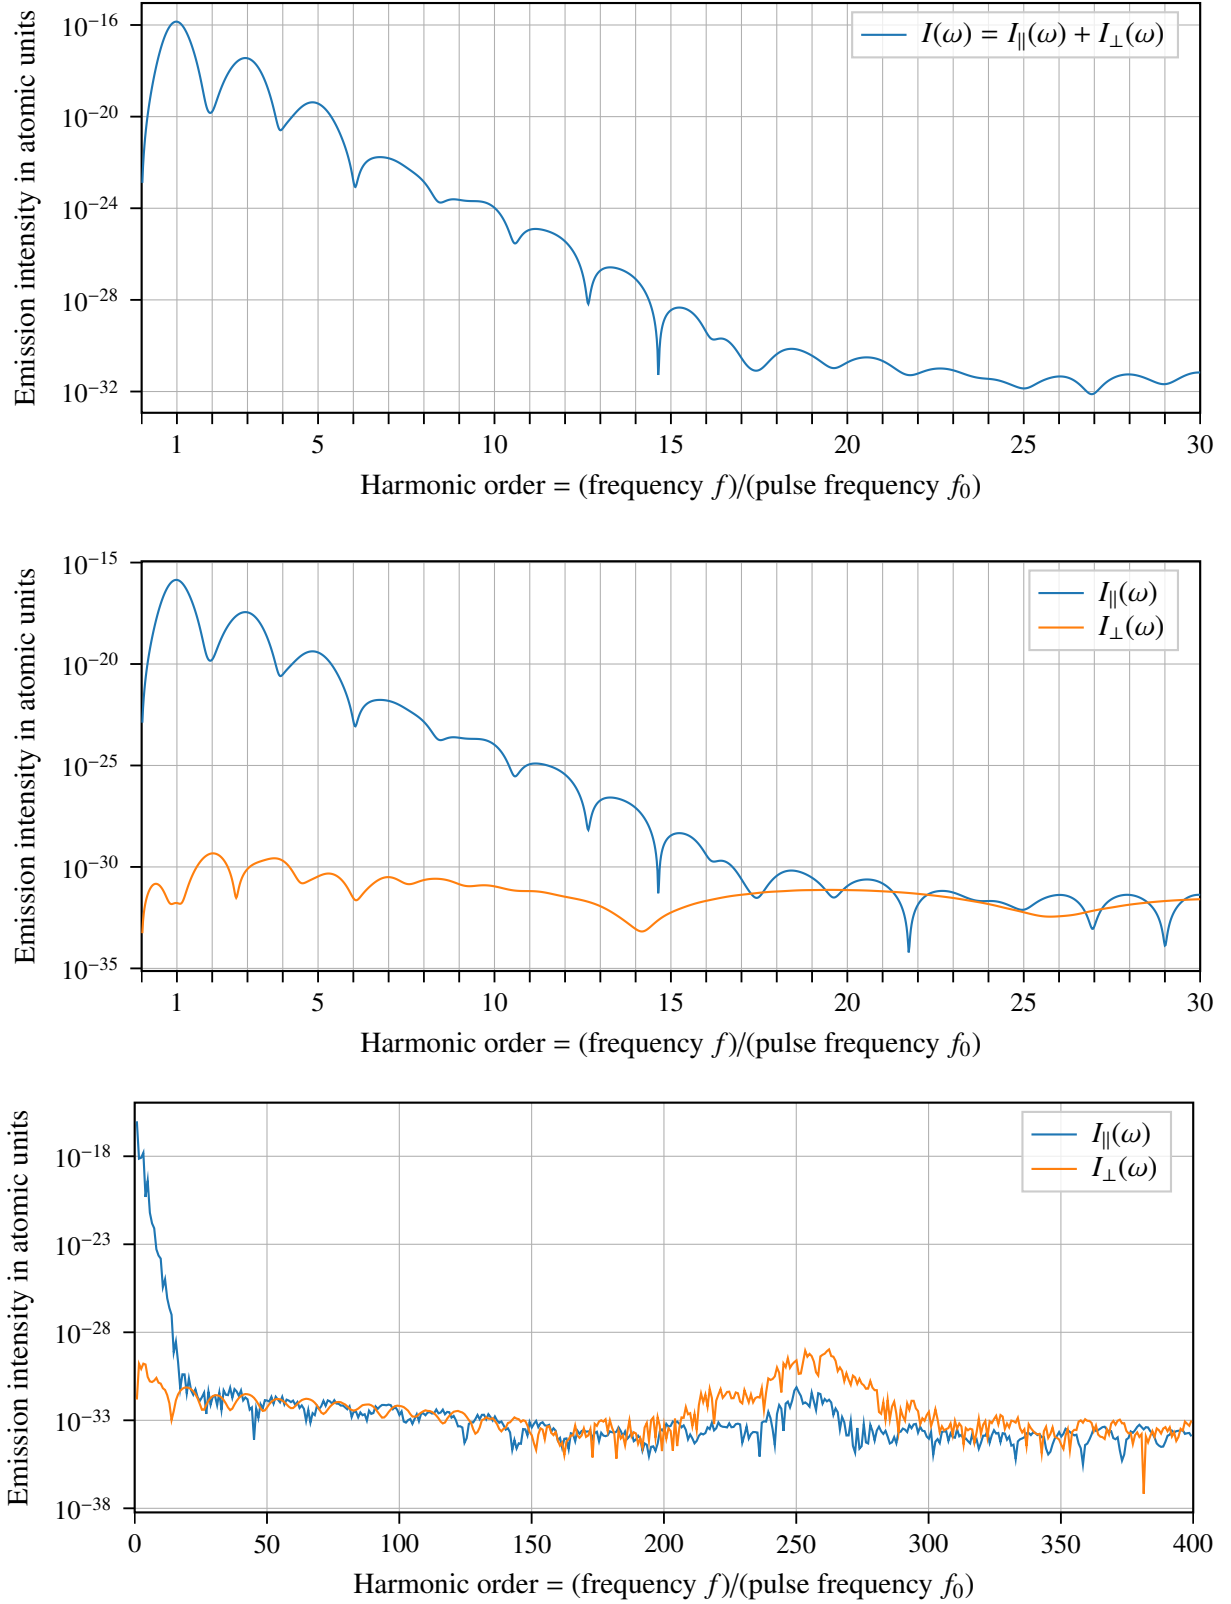 Emission intensity in atomic units
10⁻¹⁶
10⁻²⁰
10⁻²⁴
10⁻²⁸
10⁻³²
I(ω) = I∥(ω) + I⊥(ω)
1 5 10 15 20 25 30
Harmonic order = (frequency f)/(pulse frequency f₀)
Emission intensity in atomic units
10⁻¹⁵
10⁻²⁰
10⁻²⁵
10⁻³⁰
10⁻³⁵
I∥(ω)
I⊥(ω)
1 5 10 15 20 25 30
Harmonic order = (frequency f)/(pulse frequency f₀)
Emission intensity in atomic units
10⁻¹⁸
10⁻²³
10⁻²⁸
10⁻³³
10⁻³⁸
I∥(ω)
I⊥(ω)
0 50 100 150 200 250 300 350 400
Harmonic order = (frequency f)/(pulse frequency f₀)